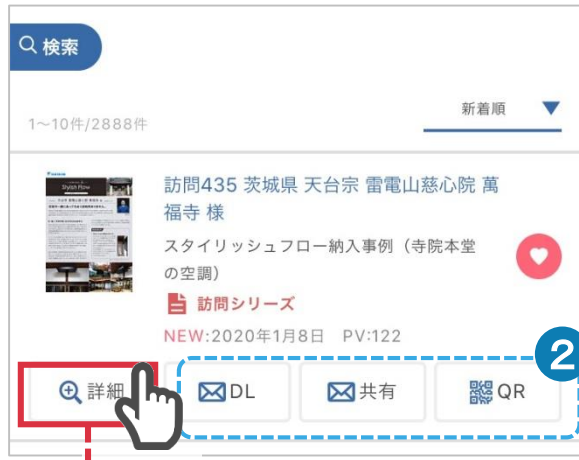 検索
新着順
1〜10件/2888件
Stylish Flow
訪問435 茨城県 天台宗 雷電山慈心院 萬
福寺 様
スタイリッシュフロー納入事例（寺院本堂
の空調）
訪問シリーズ
NEW:2020年1月8日 PV:122
2
詳細
DL
共有
QR